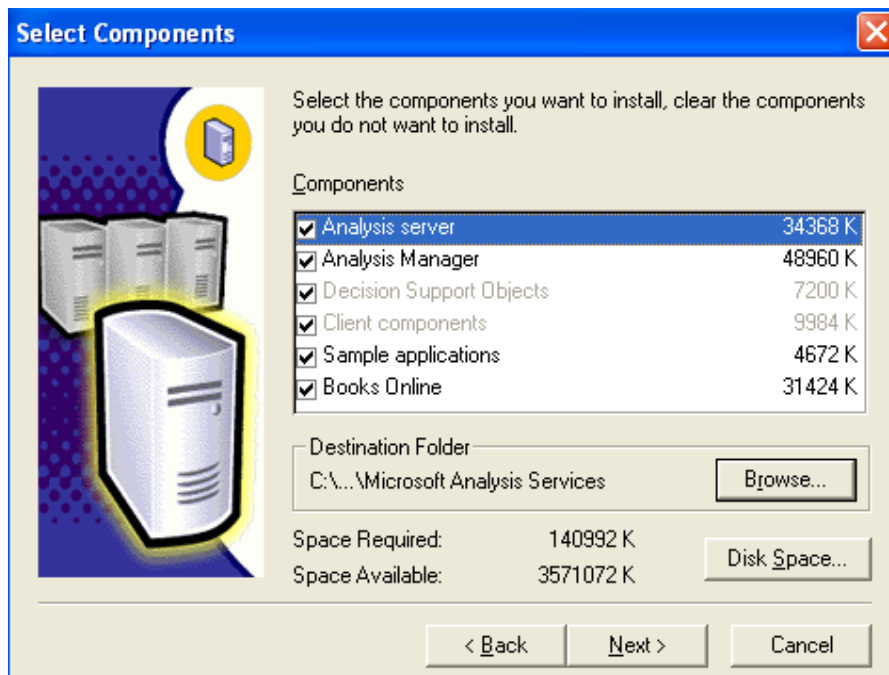 Select Components
Select the components you want to install, clear the components
you do not want to install.
Components
Analysis server 34368 K
Analysis Manager 48960 K
Decision Support Objects 7200 K
Client components 9984 K
Sample applications 4672 K
Books Online 31424 K
Destination Folder
C:\...\Microsoft Analysis Services Browse...
Space Required: 140992 K
Disk Space...
Space Available: 3571072 K
< Back Next > Cancel